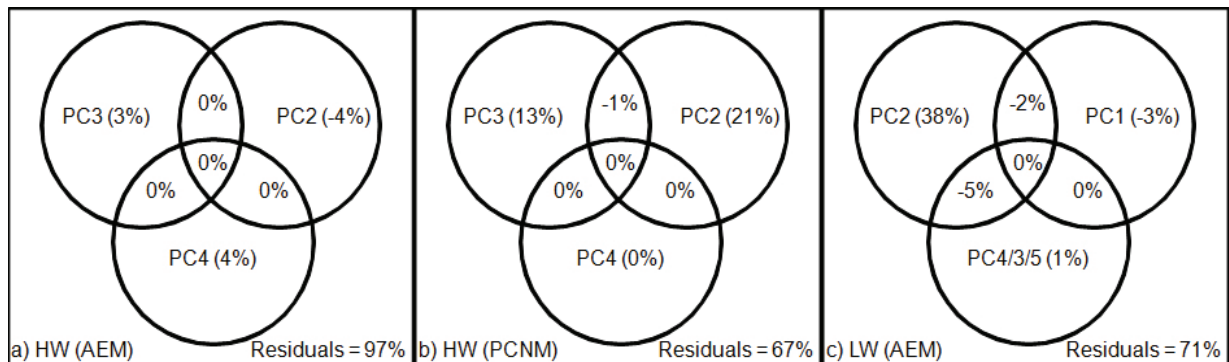 0%
PC3 (3%)
PC2 (-4%)
0%
0%
0%
PC4 (4%)
a) HW (AEM)
Residuals = 97%
-1%
PC3 (13%)
PC2 (21%)
0%
0%
0%
PC4 (0%)
b) HW (PCNM)
Residuals = 67%
-2%
PC2 (38%)
PC1 (-3%)
0%
-5%
0%
PC4/3/5 (1%)
c) LW (AEM)
Residuals = 71%